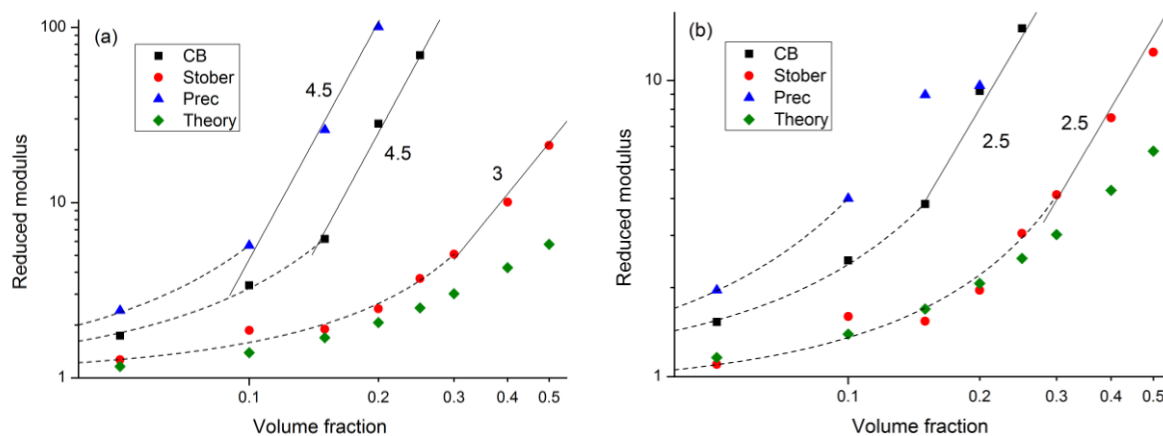 (a)
CB
Stober
Prec
Theory
4.5
4.5
3
100
10
1
0.1 0.2 0.3 0.4 0.5
Volume fraction
Reduced modulus
(b)
CB
Stober
Prec
Theory
2.5
2.5
10
1
0.1 0.2 0.3 0.4 0.5
Volume fraction
Reduced modulus